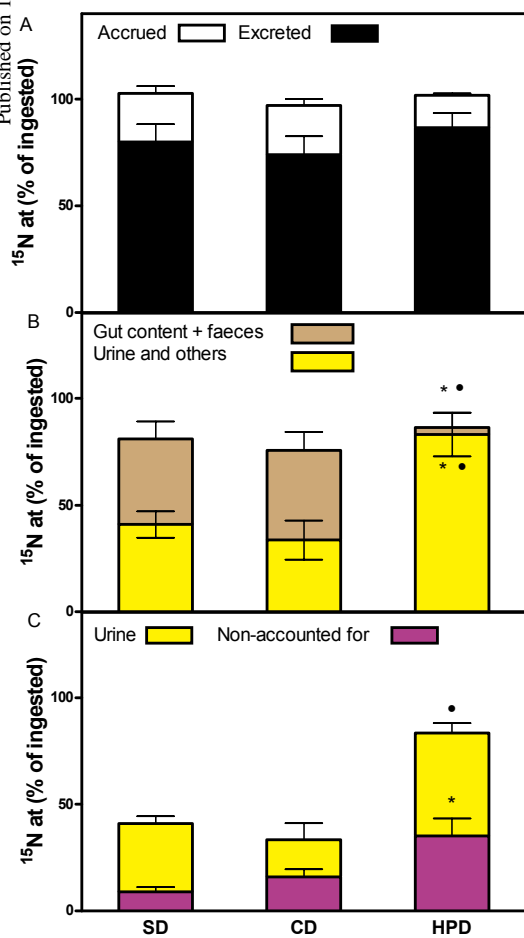 Published on 1
A
Accrued Excreted
100
50
0
¹⁵N at (% of ingested)
B
Gut content + faeces
Urine and others
* •
* •
100
50
0
¹⁵N at (% of ingested)
C
Urine Non-accounted for
•
*
100
50
0
¹⁵N at (% of ingested)
SD CD HPD